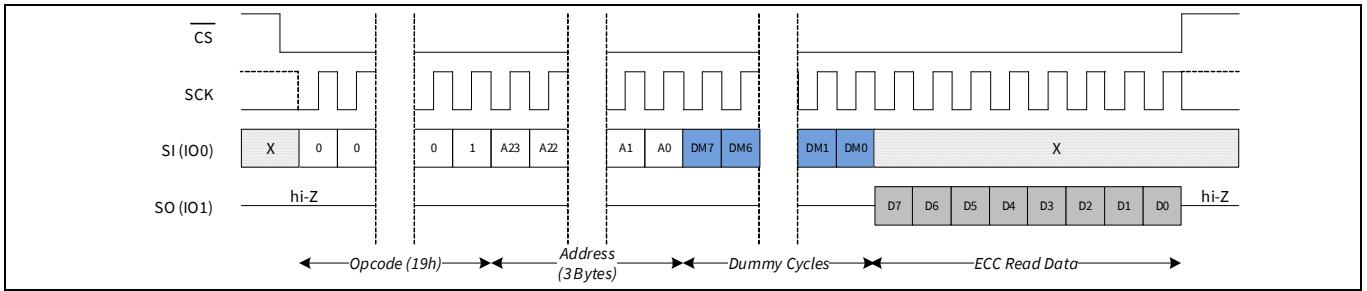 CS
SCK
SI (IO0) X 0 0 0 1 A23 A22 A1 A0 DM7 DM6 DM1 DM0 X
hi-Z hi-Z
SO (IO1) D7 D6 D5 D4 D3 D2 D1 D0
Opcode (19h) Address
(3 Bytes) Dummy Cycles ECC Read Data